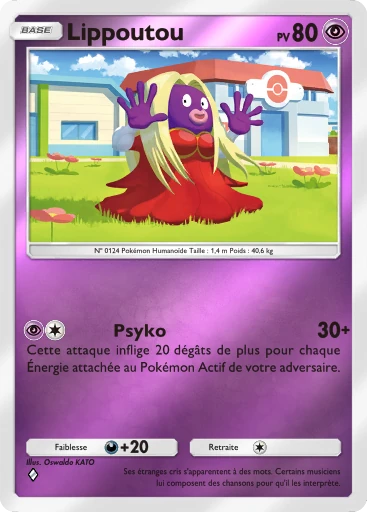 BASE Lippoutou PV 80
N° 0124 Pokémon Humanoïde Taille : 1,4 m Poids : 40,6 kg
Psyko 30+
Cette attaque inflige 20 dégâts de plus pour chaque
Énergie attachée au Pokémon Actif de votre adversaire.
Faiblesse +20 Retraite
Illus. Oswaldo KATO
Ses étranges cris s'apparentent à des mots. Certains musiciens
lui composent des chansons pour qu'il les interprète.